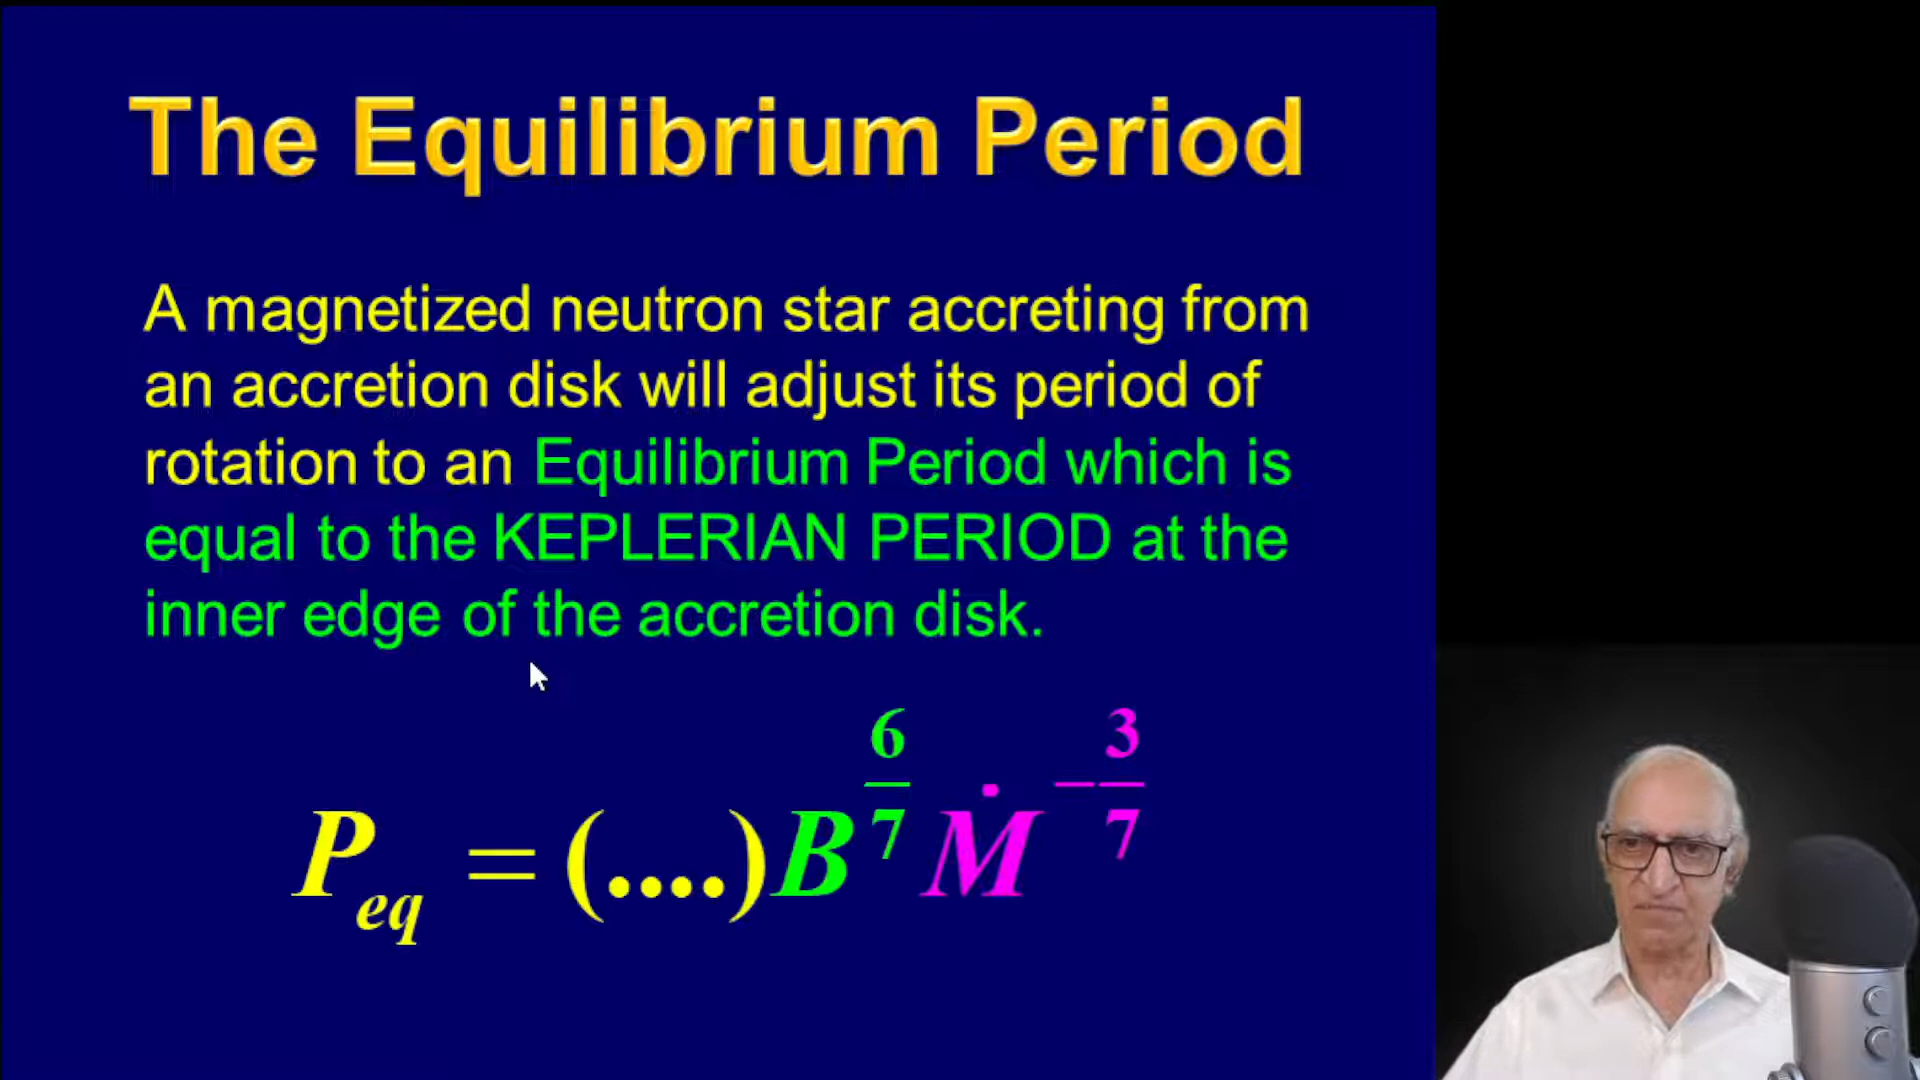 The Equilibrium Period
A magnetized neutron star accreting from
an accretion disk will adjust its period of
rotation to an Equilibrium Period which is
equal to the KEPLERIAN PERIOD at the
inner edge of the accretion disk.
P_eq = (....) B^{6/7} Ṁ^{-3/7}